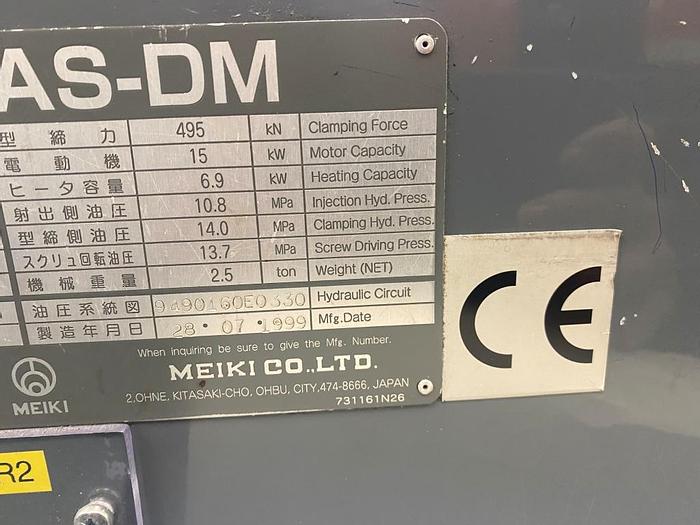 AS-DM
型締力 495 kN Clamping Force
電動機 15 kW Motor Capacity
ヒータ容量 6.9 kW Heating Capacity
射出側油圧 10.8 MPa Injection Hyd. Press.
型締側油圧 14.0 MPa Clamping Hyd. Press.
スクリュ回転油圧 13.7 MPa Screw Driving Press.
機械重量 2.5 ton Weight (NET)
油圧系統図 9A90160E0330 Hydraulic Circuit
製造年月日 28·07·1999 Mfg.Date
When inquiring be sure to give the Mfg. Number.
MEIKI CO.,LTD.
2,OHNE, KITASAKI-CHO, OHBU, CITY,474-8666, JAPAN
731161N26
MEIKI
CE
R2